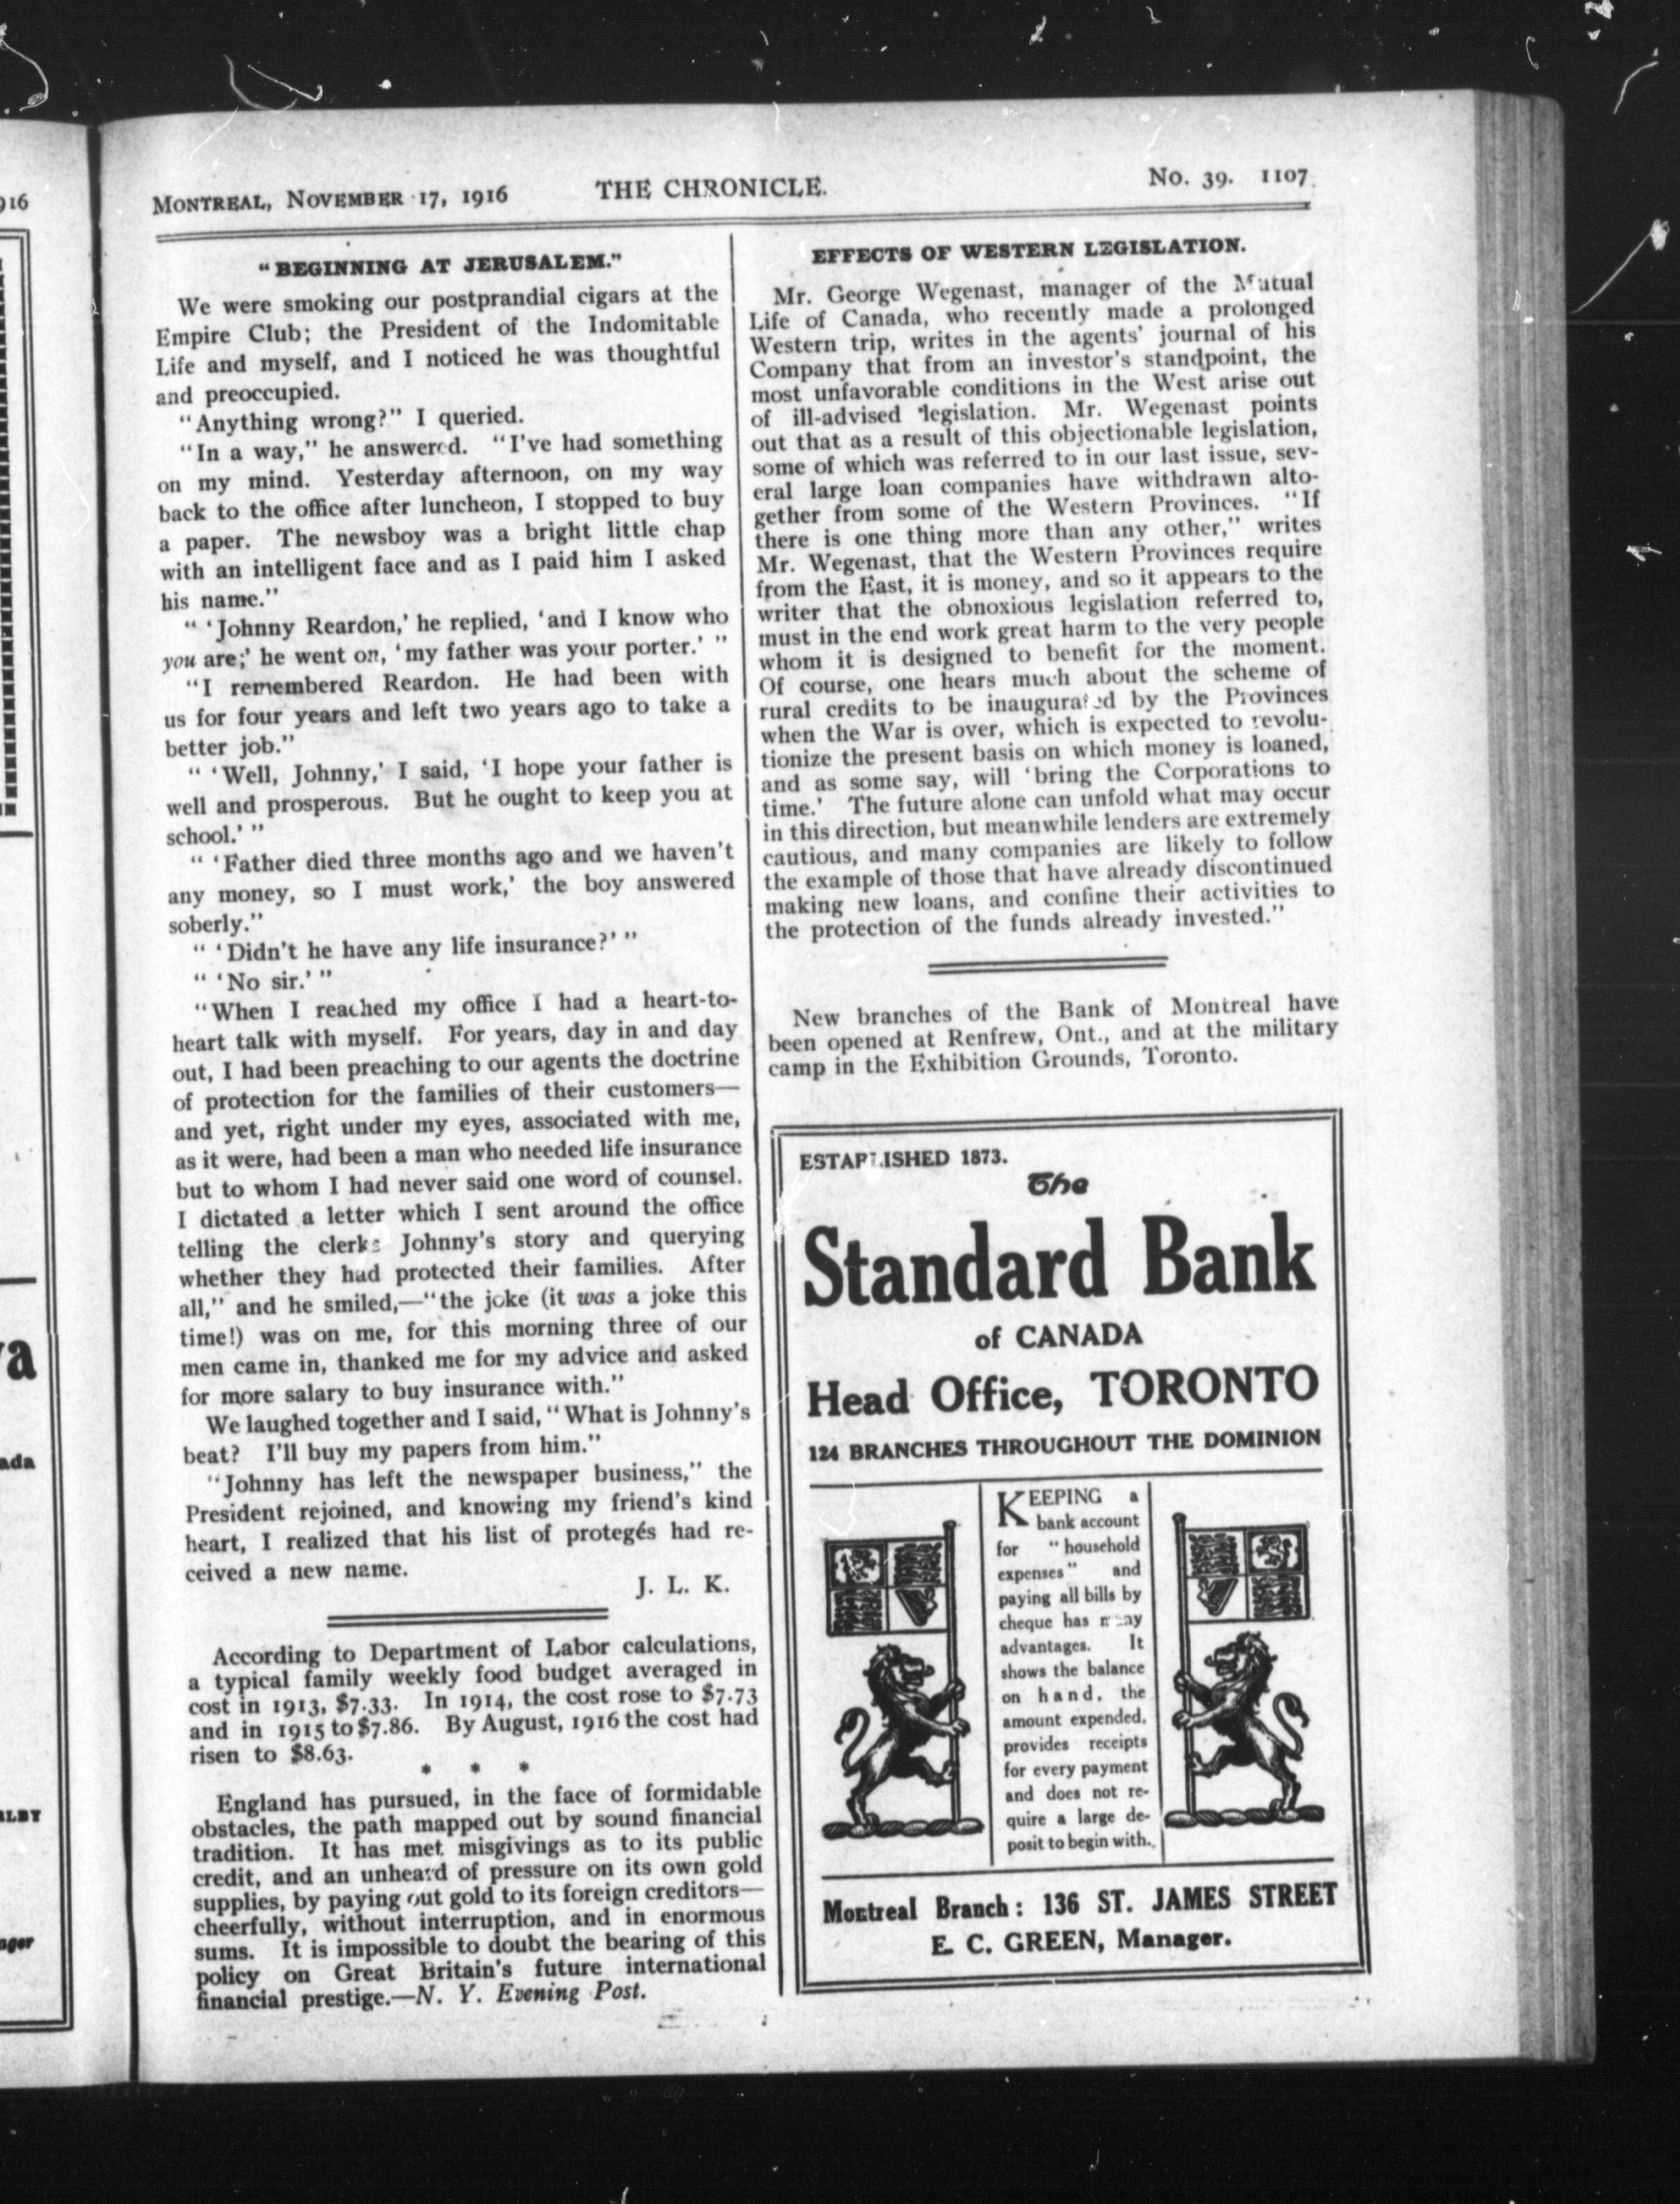 MONTREAL, NOVEMBER 17, 1916
THE CHRONICLE.
No. 39. 1107
"BEGINNING AT JERUSALEM."
We were smoking our postprandial cigars at the
Empire Club; the President of the Indomitable
Life and myself, and I noticed he was thoughtful
and preoccupied.
"Anything wrong?" I queried.
"In a way," he answered. "I've had something
on my mind. Yesterday afternoon, on my way
back to the office after luncheon, I stopped to buy
a paper. The newsboy was a bright little chap
with an intelligent face and as I paid him I asked
his name."
" 'Johnny Reardon,' he replied, 'and I know who
you are;' he went on, 'my father was your porter.' "
"I remembered Reardon. He had been with
us for four years and left two years ago to take a
better job."
" 'Well, Johnny,' I said, 'I hope your father is
well and prosperous. But he ought to keep you at
school.' "
" 'Father died three months ago and we haven't
any money, so I must work,' the boy answered
soberly."
" 'Didn't he have any life insurance?' "
" 'No sir.' "
"When I reached my office I had a heart-to-
heart talk with myself. For years, day in and day
out, I had been preaching to our agents the doctrine
of protection for the families of their customers—
and yet, right under my eyes, associated with me,
as it were, had been a man who needed life insurance
but to whom I had never said one word of counsel.
I dictated a letter which I sent around the office
telling the clerks Johnny's story and querying
whether they had protected their families. After
all," and he smiled,—"the joke (it was a joke this
time!) was on me, for this morning three of our
men came in, thanked me for my advice and asked
for more salary to buy insurance with."
We laughed together and I said, "What is Johnny's
beat? I'll buy my papers from him."
"Johnny has left the newspaper business," the
President rejoined, and knowing my friend's kind
heart, I realized that his list of protegés had re-
ceived a new name.
J. L. K.
According to Department of Labor calculations,
a typical family weekly food budget averaged in
cost in 1913, $7.33. In 1914, the cost rose to $7.73
and in 1915 to $7.86. By August, 1916 the cost had
risen to $8.63.
* * *
England has pursued, in the face of formidable
obstacles, the path mapped out by sound financial
tradition. It has met misgivings as to its public
credit, and an unheard of pressure on its own gold
supplies, by paying out gold to its foreign creditors—
cheerfully, without interruption, and in enormous
sums. It is impossible to doubt the bearing of this
policy on Great Britain's future international
financial prestige.—N. Y. Evening Post.
EFFECTS OF WESTERN LEGISLATION.
Mr. George Wegenast, manager of the Mutual
Life of Canada, who recently made a prolonged
Western trip, writes in the agents' journal of his
Company that from an investor's standpoint, the
most unfavorable conditions in the West arise out
of ill-advised legislation. Mr. Wegenast points
out that as a result of this objectionable legislation,
some of which was referred to in our last issue, sev-
eral large loan companies have withdrawn alto-
gether from some of the Western Provinces. "If
there is one thing more than any other," writes
Mr. Wegenast, that the Western Provinces require
from the East, it is money, and so it appears to the
writer that the obnoxious legislation referred to,
must in the end work great harm to the very people
whom it is designed to benefit for the moment.
Of course, one hears much about the scheme of
rural credits to be inaugurated by the Provinces
when the War is over, which is expected to revolu-
tionize the present basis on which money is loaned,
and as some say, will 'bring the Corporations to
time.' The future alone can unfold what may occur
in this direction, but meanwhile lenders are extremely
cautious, and many companies are likely to follow
the example of those that have already discontinued
making new loans, and confine their activities to
the protection of the funds already invested."
New branches of the Bank of Montreal have
been opened at Renfrew, Ont., and at the military
camp in the Exhibition Grounds, Toronto.
ESTABLISHED 1873.
The
Standard Bank
of CANADA
Head Office, TORONTO
124 BRANCHES THROUGHOUT THE DOMINION
KEEPING a
bank account
for "household
expenses" and
paying all bills by
cheque has many
advantages. It
shows the balance
on hand, the
amount expended,
provides receipts
for every payment
and does not re-
quire a large de-
posit to begin with.
Montreal Branch: 136 ST. JAMES STREET
E. C. GREEN, Manager.